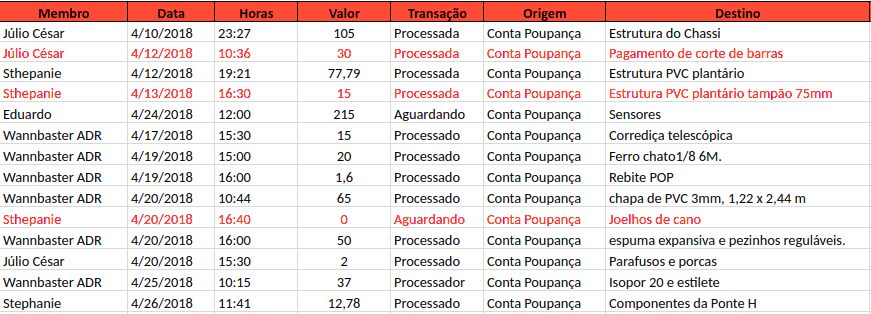 Membro Data Horas Valor Transação Origem Destino
Júlio César 4/10/2018 23:27 105 Processada Conta Poupança Estrutura do Chassi
Júlio César 4/12/2018 10:36 30 Processada Conta Poupança Pagamento de corte de barras
Sthepanie 4/12/2018 19:21 77,79 Processada Conta Poupança Estrutura PVC plantário
Sthepanie 4/13/2018 16:30 15 Processada Conta Poupança Estrutura PVC plantário tampão 75mm
Eduardo 4/24/2018 12:00 215 Aguardando Conta Poupança Sensores
Wannbaster ADR 4/17/2018 15:30 15 Processado Conta Poupança Corrediça telescópica
Wannbaster ADR 4/19/2018 15:00 20 Processado Conta Poupança Ferro chato1/8 6M.
Wannbaster ADR 4/19/2018 16:00 1,6 Processado Conta Poupança Rebite POP
Wannbaster ADR 4/20/2018 10:44 65 Processado Conta Poupança chapa de PVC 3mm, 1,22 x 2,44 m
Sthepanie 4/20/2018 16:40 0 Aguardando Conta Poupança Joelhos de cano
Wannbaster ADR 4/20/2018 16:00 50 Processado Conta Poupança espuma expansiva e pezinhos reguláveis.
Júlio César 4/20/2018 15:30 2 Processado Conta Poupança Parafusos e porcas
Wannbaster ADR 4/25/2018 10:15 37 Processador Conta Poupança Isopor 20 e estilete
Stephanie 4/26/2018 11:41 12,78 Processado Conta Poupança Componentes da Ponte H